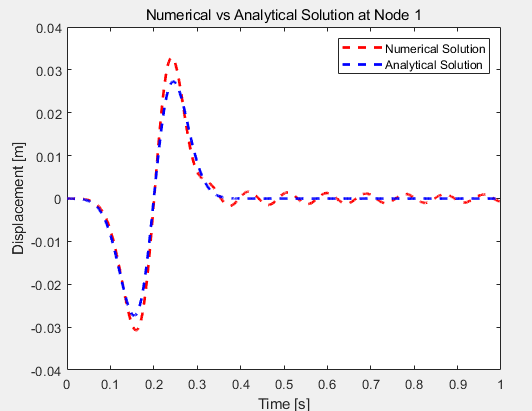 Numerical vs Analytical Solution at Node 1
Numerical Solution
Analytical Solution
Displacement [m]
0.04
0.03
0.02
0.01
0
-0.01
-0.02
-0.03
-0.04
0 0.1 0.2 0.3 0.4 0.5 0.6 0.7 0.8 0.9 1
Time [s]